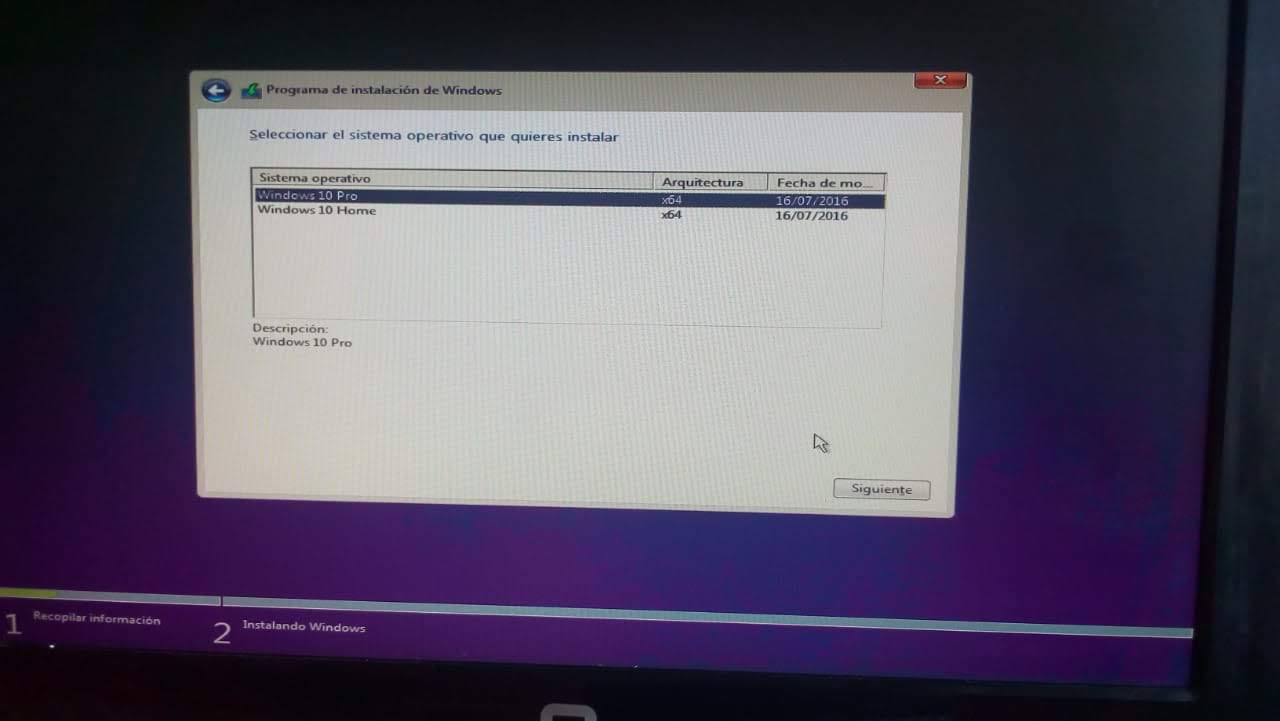 Programa de instalación de Windows
Seleccionar el sistema operativo que quieres instalar
Sistema operativo Arquitectura Fecha de mo...
Windows 10 Pro x64 16/07/2016
Windows 10 Home x64 16/07/2016
Descripción:
Windows 10 Pro
Siguiente
1 Recopilar información 2 Instalando Windows